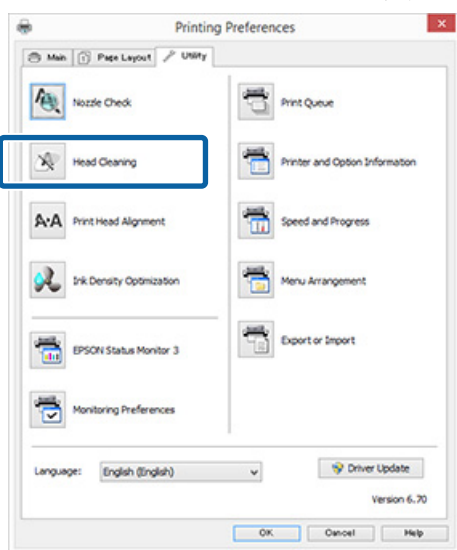 Printing Preferences
Main
Page Layout
Utility
Nozzle Check
Head Cleaning
A·A Print Head Alignment
Ink Density Optimization
EPSON Status Monitor 3
Monitoring Preferences
Print Queue
Printer and Option Information
Speed and Progress
Menu Arrangement
Export or Import
Language: English (English)
Driver Update
Version 6.70
OK Cancel Help